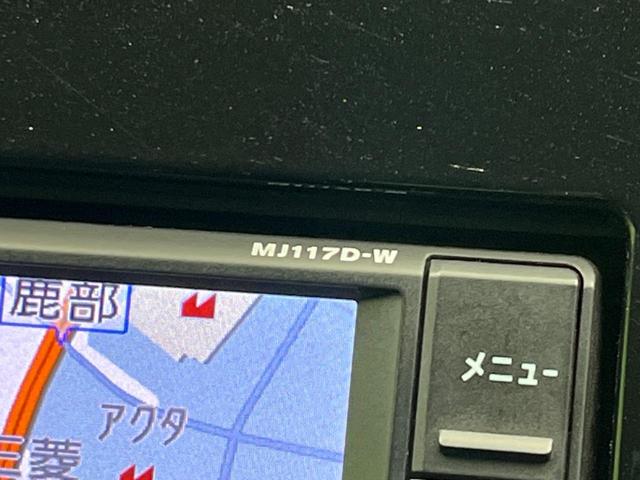 MJ117D-W
鹿部
メニュー
アクタ
三菱